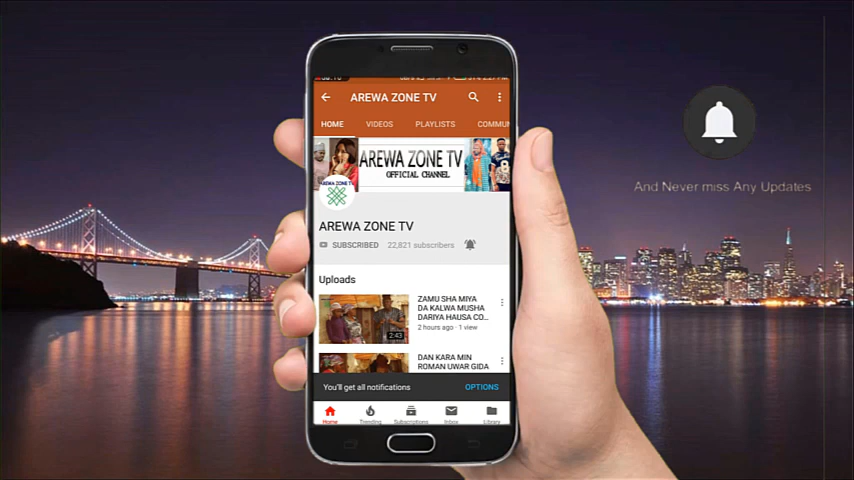 AREWA ZONE TV
HOME VIDEOS PLAYLISTS COMMUN
AREWA ZONE TV
OFFICIAL CHANNEL
AREWA ZONE TV
AREWA ZONE TV
SUBSCRIBED 22,821 subscribers
Uploads
ZAMU SHA MIYA
DA KALWA MUSHA
DARIYA HAUSA CO...
2 hours ago · 1 view
2:43
DAN KARA MIN
ROMAN UWAR GIDA
You'll get all notifications OPTIONS
Home Trending Subscriptions Inbox Library
And Never miss Any Updates